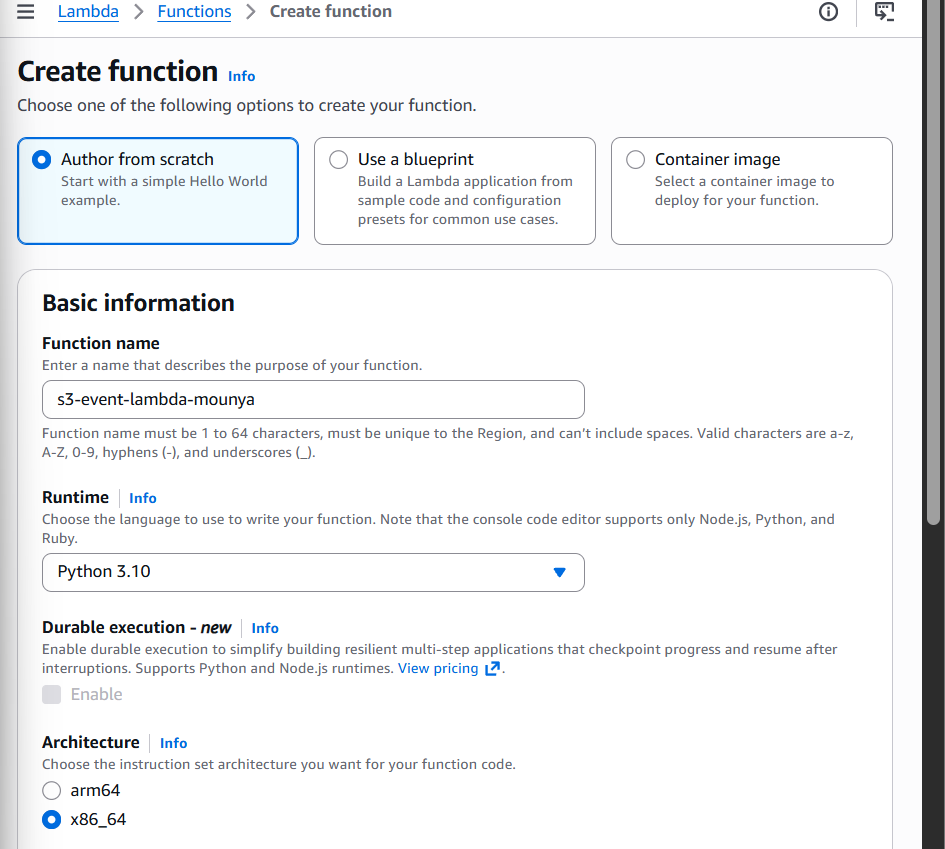 Lambda > Functions > Create function
Create function Info
Choose one of the following options to create your function.
Author from scratch
Start with a simple Hello World
example.
Use a blueprint
Build a Lambda application from
sample code and configuration
presets for common use cases.
Container image
Select a container image to
deploy for your function.
Basic information
Function name
Enter a name that describes the purpose of your function.
s3-event-lambda-mounya
Function name must be 1 to 64 characters, must be unique to the Region, and can't include spaces. Valid characters are a-z,
A-Z, 0-9, hyphens (-), and underscores (_).
Runtime | Info
Choose the language to use to write your function. Note that the console code editor supports only Node.js, Python, and
Ruby.
Python 3.10
Durable execution - new | Info
Enable durable execution to simplify building resilient multi-step applications that checkpoint progress and resume after
interruptions. Supports Python and Node.js runtimes. View pricing .
Enable
Architecture | Info
Choose the instruction set architecture you want for your function code.
arm64
x86_64